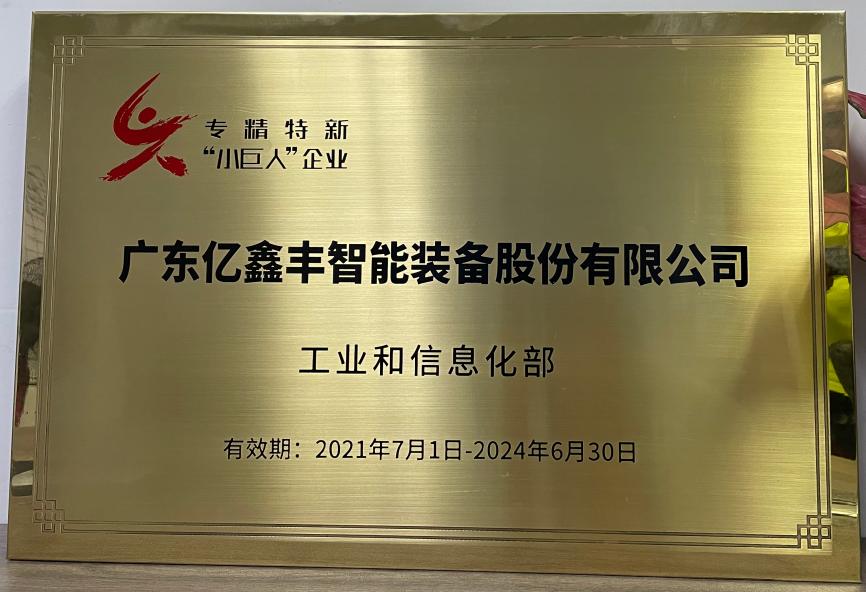 专精特新
“小巨人”企业
广东亿鑫丰智能装备股份有限公司
工业和信息化部
有效期：2021年7月1日-2024年6月30日